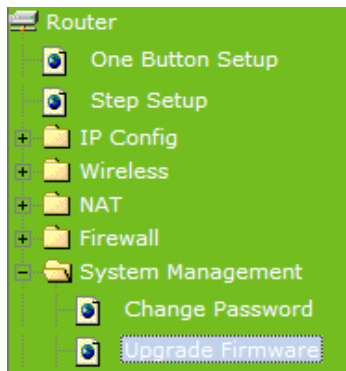 Router
One Button Setup
Step Setup
IP Config
Wireless
NAT
Firewall
System Management
Change Password
Upgrade Firmware